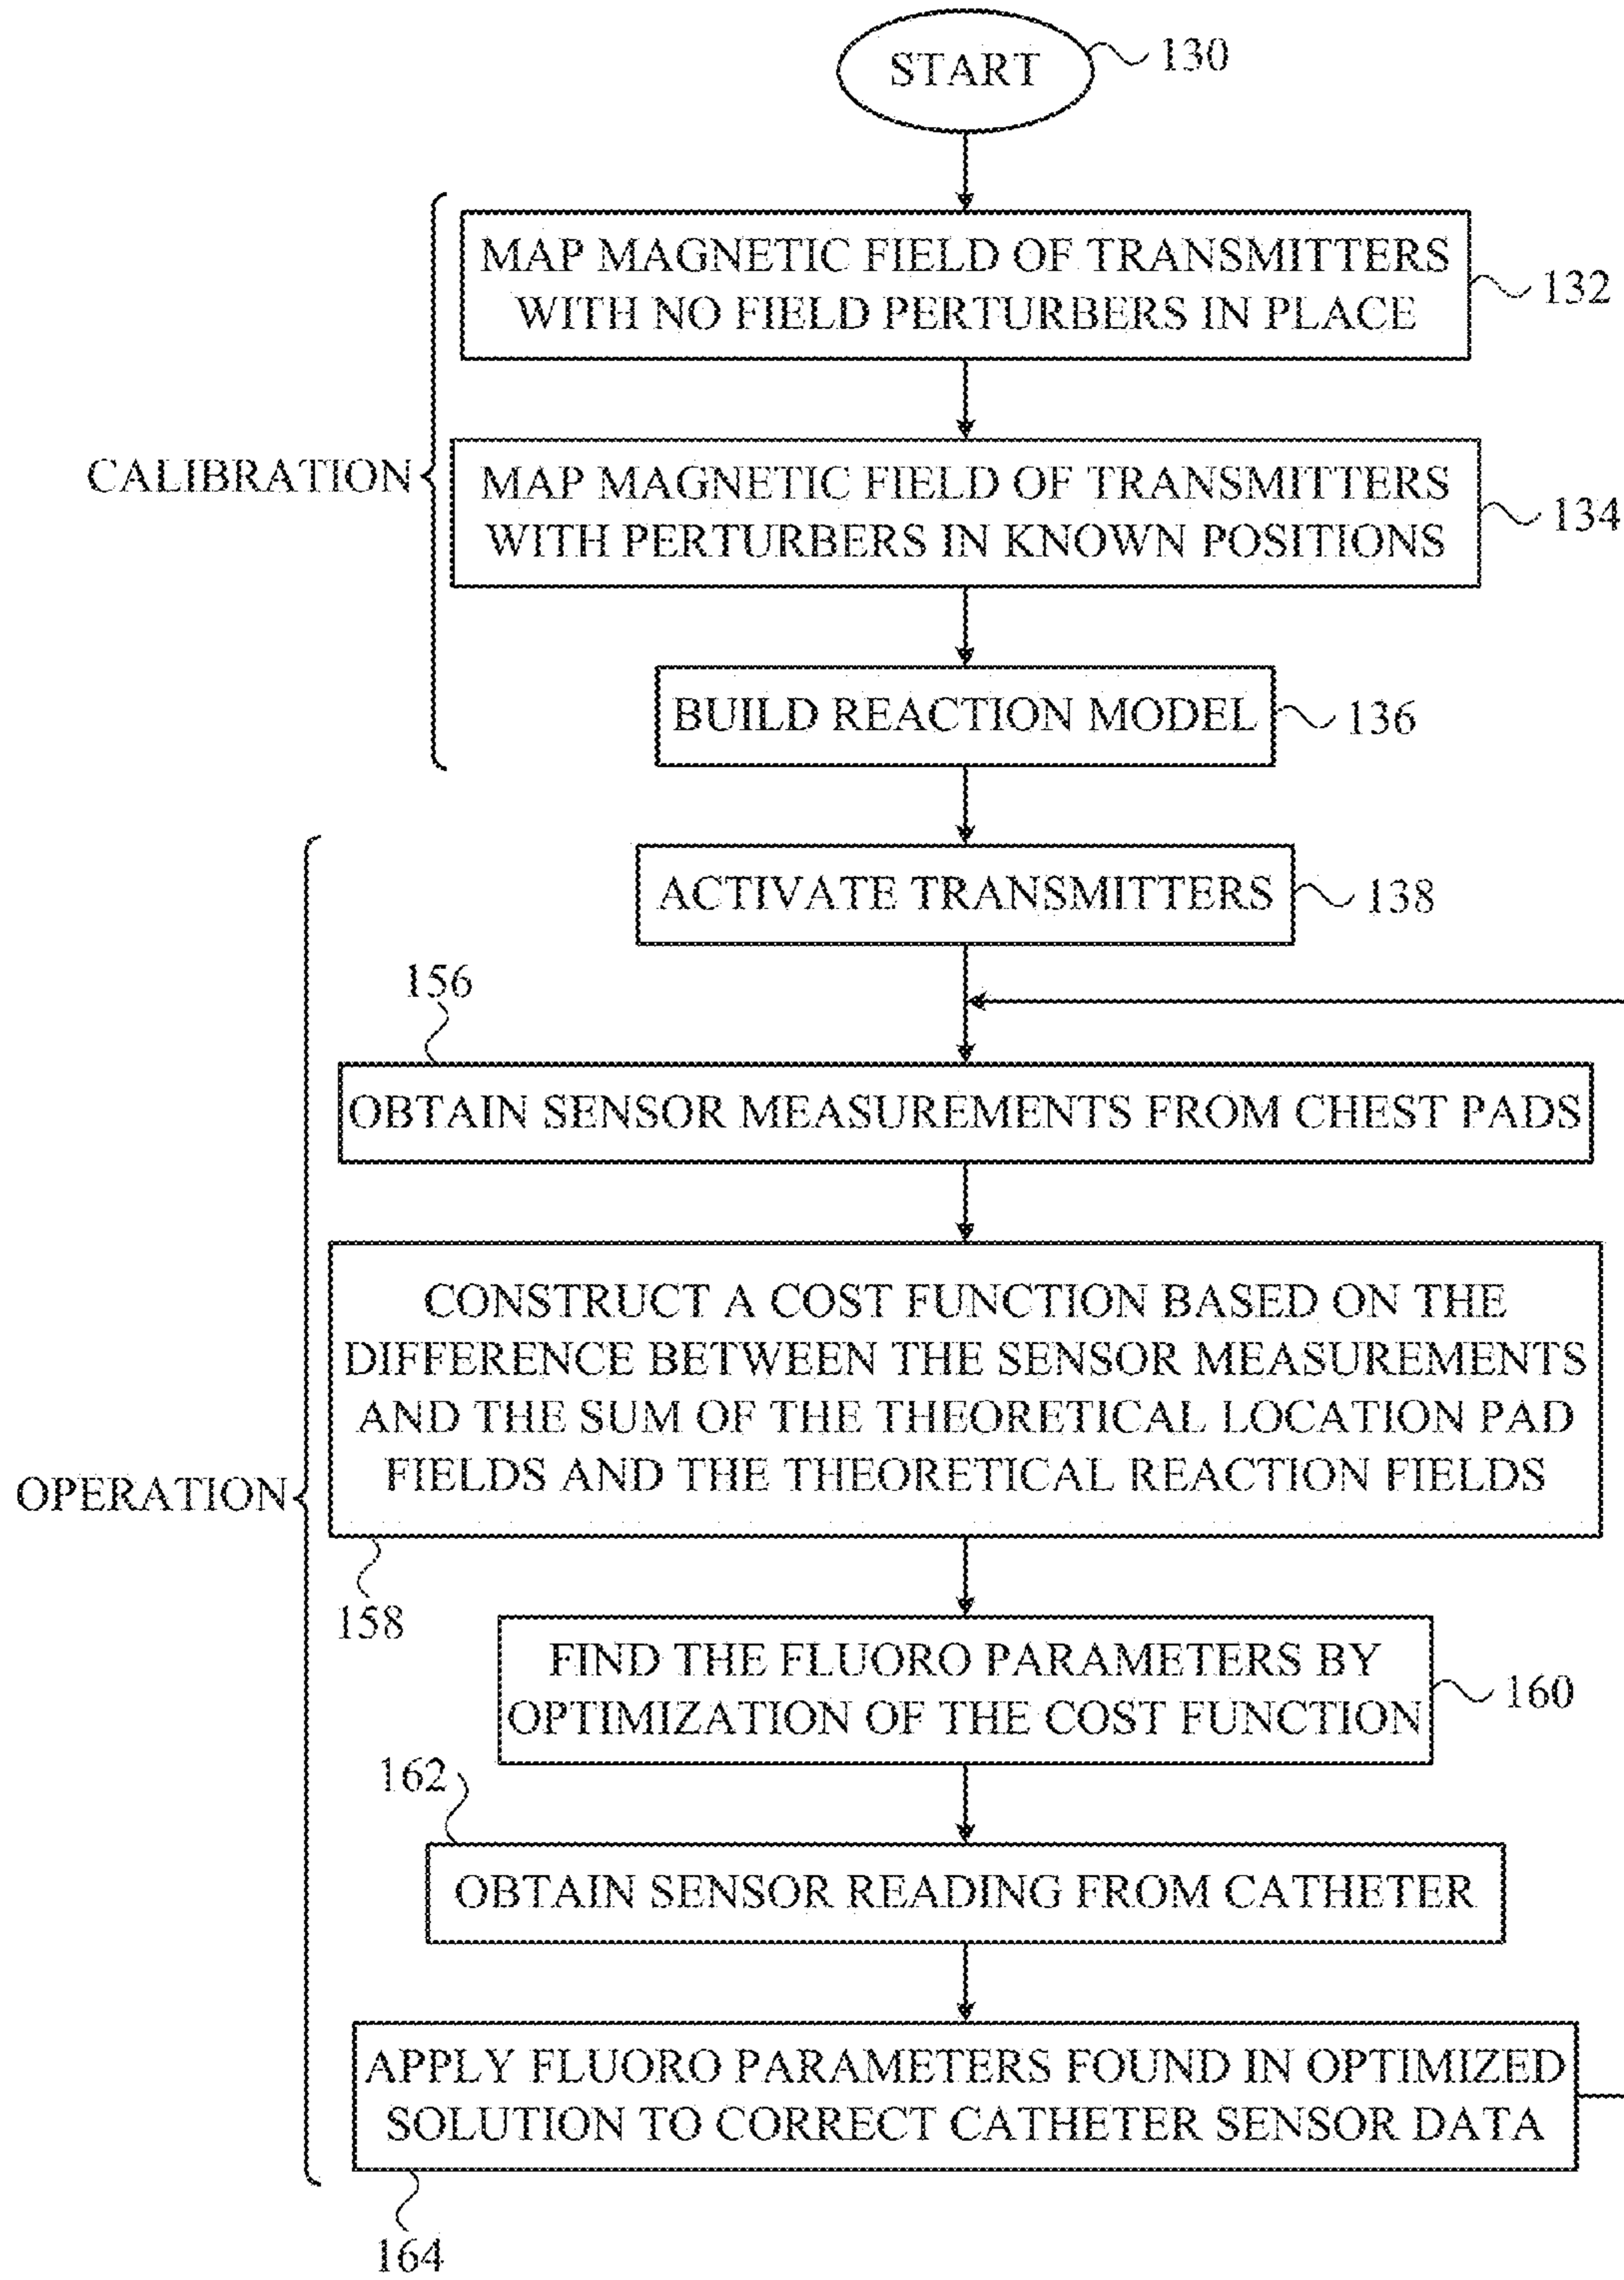 START
130
MAP MAGNETIC FIELD OF TRANSMITTERS
WITH NO FIELD PERTURBERS IN PLACE
132
CALIBRATION
MAP MAGNETIC FIELD OF TRANSMITTERS
WITH PERTURBERS IN KNOWN POSITIONS
134
BUILD REACTION MODEL
136
ACTIVATE TRANSMITTERS
138
156
OBTAIN SENSOR MEASUREMENTS FROM CHEST PADS
CONSTRUCT A COST FUNCTION BASED ON THE
DIFFERENCE BETWEEN THE SENSOR MEASUREMENTS
AND THE SUM OF THE THEORETICAL LOCATION PAD
FIELDS AND THE THEORETICAL REACTION FIELDS
OPERATION
158
FIND THE FLUORO PARAMETERS BY
OPTIMIZATION OF THE COST FUNCTION
160
162
OBTAIN SENSOR READING FROM CATHETER
APPLY FLUORO PARAMETERS FOUND IN OPTIMIZED
SOLUTION TO CORRECT CATHETER SENSOR DATA
164